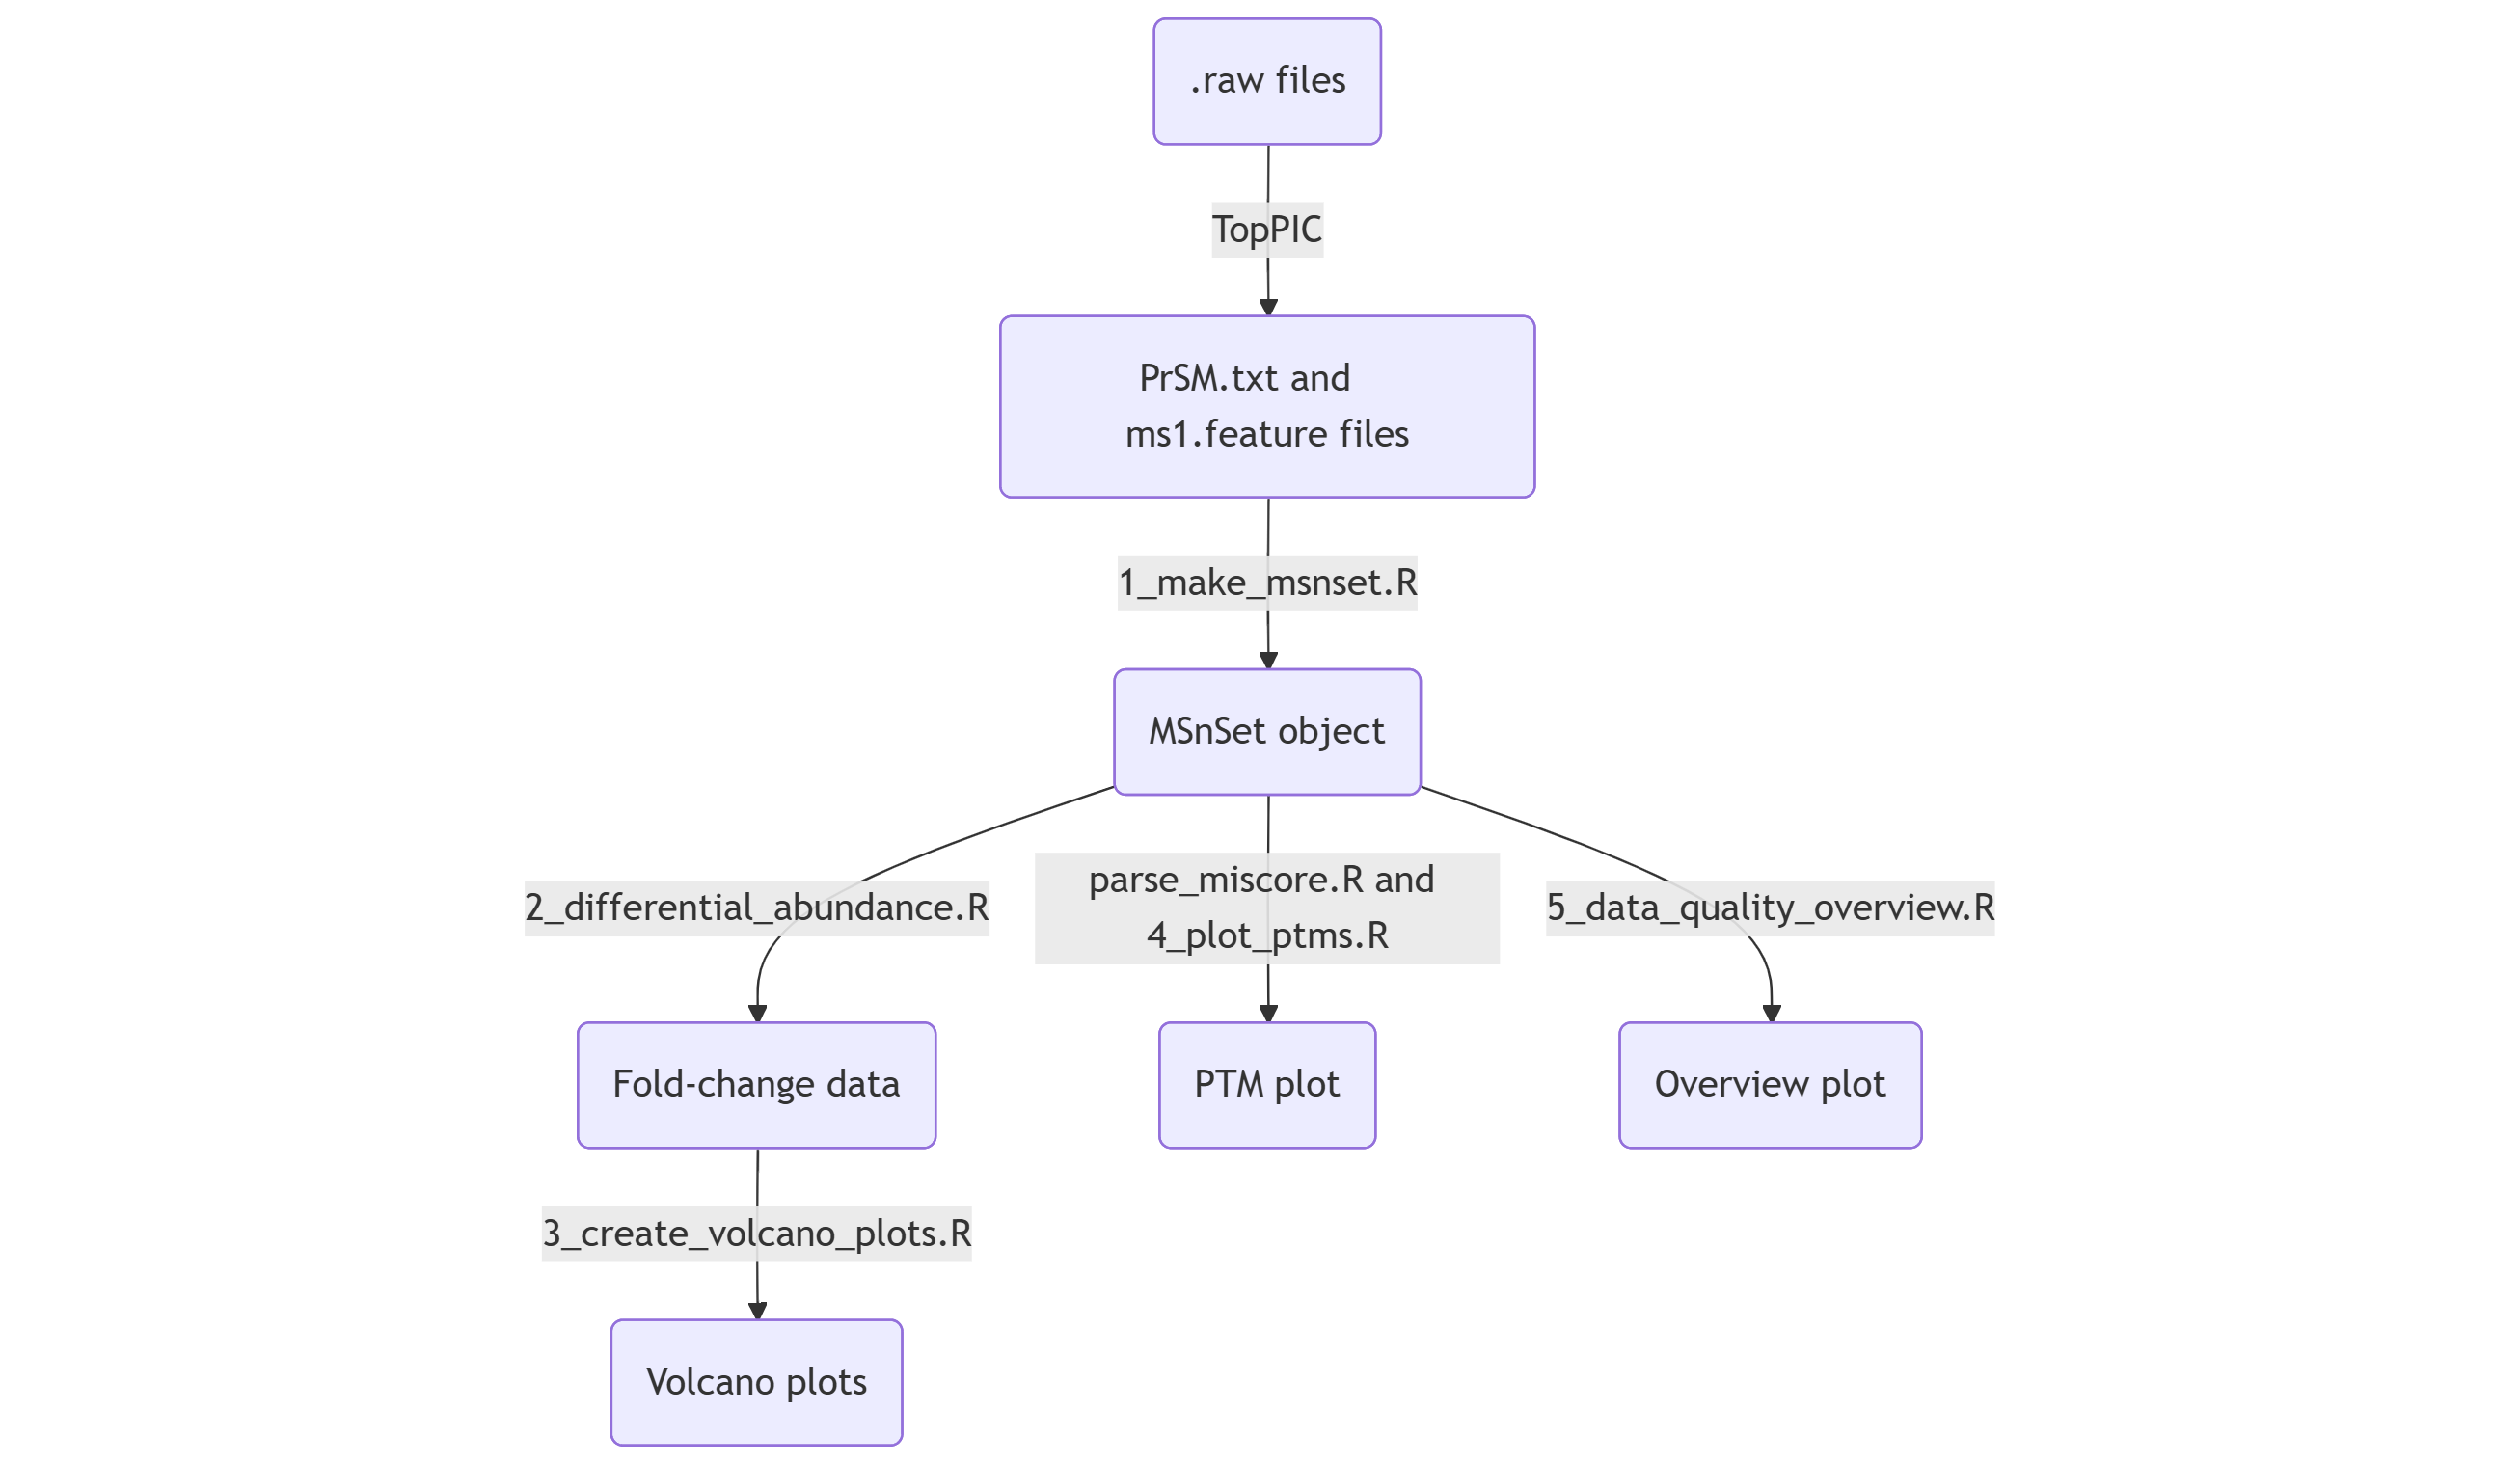 .raw files
TopPIC
PrSM.txt and
ms1.feature files
1_make_msnset.R
MSnSet object
2_differential_abundance.R
parse_miscore.R and
4_plot_ptms.R
5_data_quality_overview.R
Fold-change data
PTM plot
Overview plot
3_create_volcano_plots.R
Volcano plots